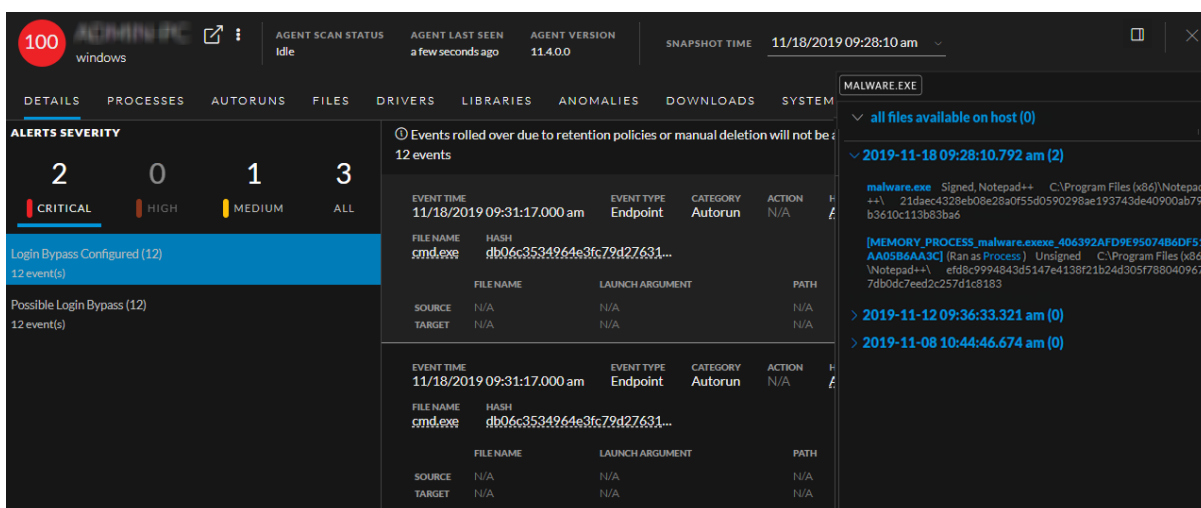 100
windows
AGENT SCAN STATUS
Idle
AGENT LAST SEEN
a few seconds ago
AGENT VERSION
11.4.0.0
SNAPSHOT TIME 11/18/2019 09:28:10 am
DETAILS PROCESSES AUTORUNS FILES DRIVERS LIBRARIES ANOMALIES DOWNLOADS SYSTEM
ALERTS SEVERITY
2 0 1 3
CRITICAL HIGH MEDIUM ALL
Login Bypass Configured (12)
12 event(s)
Possible Login Bypass (12)
12 event(s)
Events rolled over due to retention policies or manual deletion will not be
12 events
EVENT TIME EVENT TYPE CATEGORY ACTION
11/18/2019 09:31:17.000 am Endpoint Autorun N/A
FILE NAME HASH
cmd.exe db06c3534964e3fc79d27631...
FILE NAME LAUNCH ARGUMENT PATH
SOURCE N/A N/A N/A
TARGET N/A N/A N/A
EVENT TIME EVENT TYPE CATEGORY ACTION
11/18/2019 09:31:17.000 am Endpoint Autorun N/A
FILE NAME HASH
cmd.exe db06c3534964e3fc79d27631...
FILE NAME LAUNCH ARGUMENT PATH
SOURCE N/A N/A N/A
TARGET N/A N/A N/A
MALWARE.EXE
all files available on host (0)
2019-11-18 09:28:10.792 am (2)
malware.exe Signed, Notepad++ C:\Program Files (x86)\Notepad
++\ 21daec4328eb08e28a0f55d0590298ae193743de40900ab79
b3610c113b83ba6
[MEMORY_PROCESS_malware.exexe_406392AFD9E95074B6DF51
AA05B6AA3C] (Ran as Process) Unsigned C:\Program Files (x86
\Notepad++\ efd8c9994843d5147e4138f21b24d305f788040967
7db0dc7eed2c257d1c8183
2019-11-12 09:36:33.321 am (0)
2019-11-08 10:44:46.674 am (0)